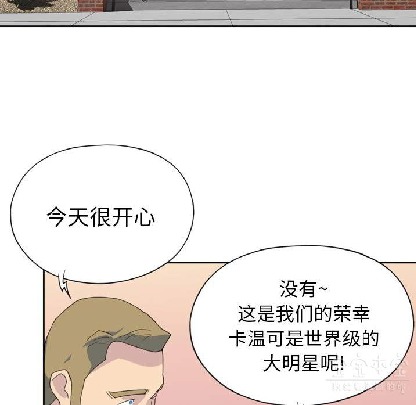 今天很开心
没有~
这是我们的荣幸
卡温可是世界级的
大明星呢!